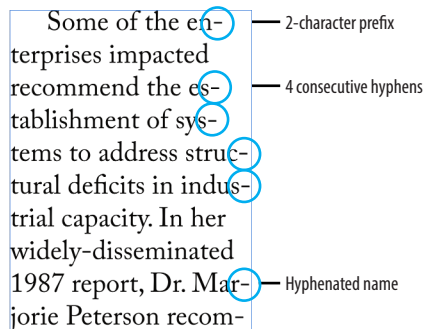 Some of the en-
2-character prefix
terprises impacted
recommend the es-
4 consecutive hyphens
tablishment of sys-
tems to address struc-
tural deficits in indus-
trial capacity. In her
widely-disseminated
1987 report, Dr. Mar-
Hyphenated name
jorie Peterson recom-